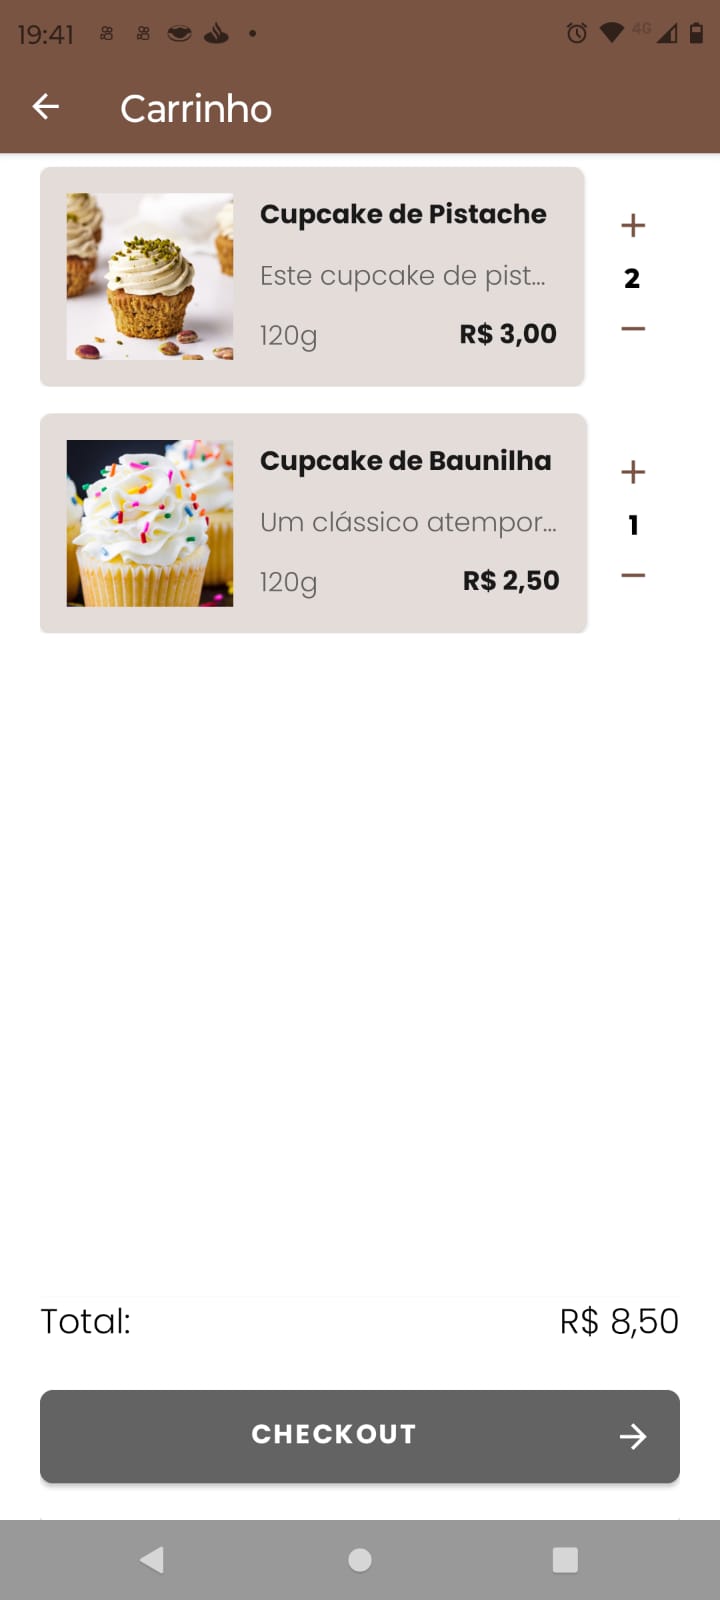 19:41
4G
Carrinho
Cupcake de Pistache
Este cupcake de pist...
120g
R$ 3,00
2
Cupcake de Baunilha
Um clássico atempor...
120g
R$ 2,50
1
Total:
R$ 8,50
CHECKOUT